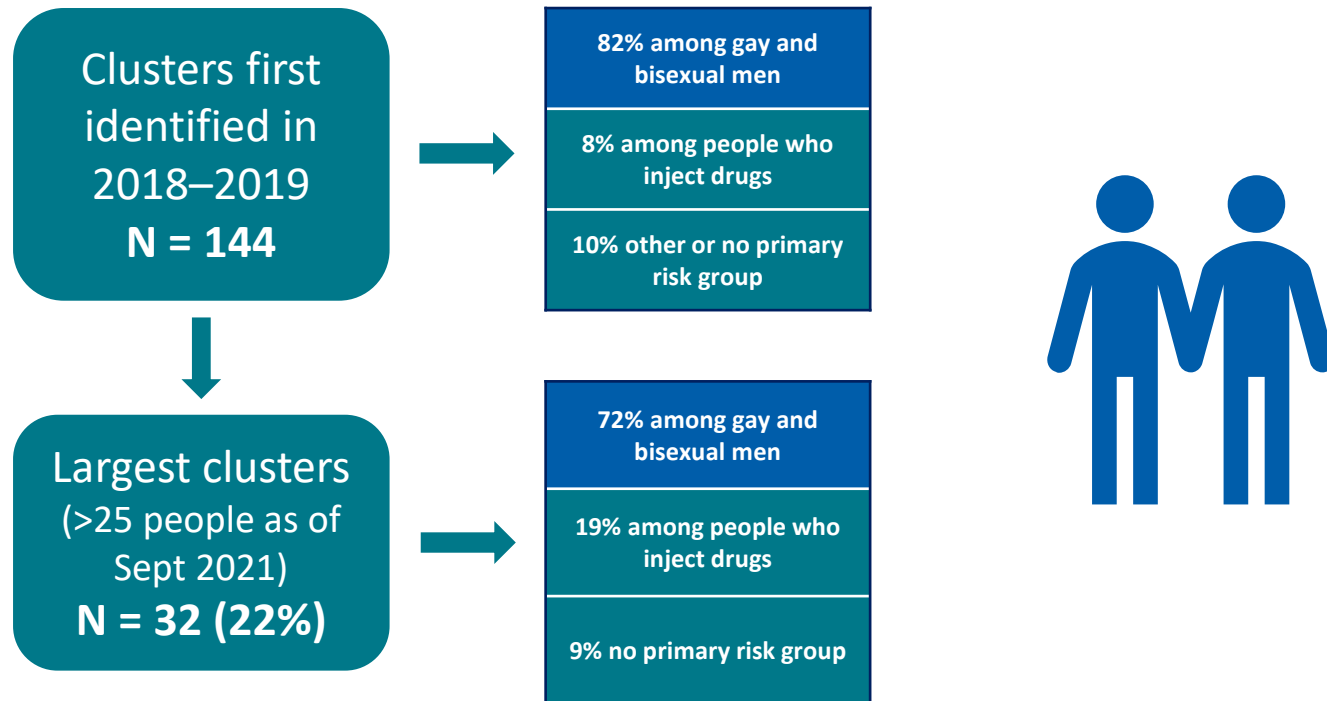 Clusters first
identified in
2018–2019
N = 144
82% among gay and
bisexual men
8% among people who
inject drugs
10% other or no primary
risk group
Largest clusters
(>25 people as of
Sept 2021)
N = 32 (22%)
72% among gay and
bisexual men
19% among people who
inject drugs
9% no primary risk group